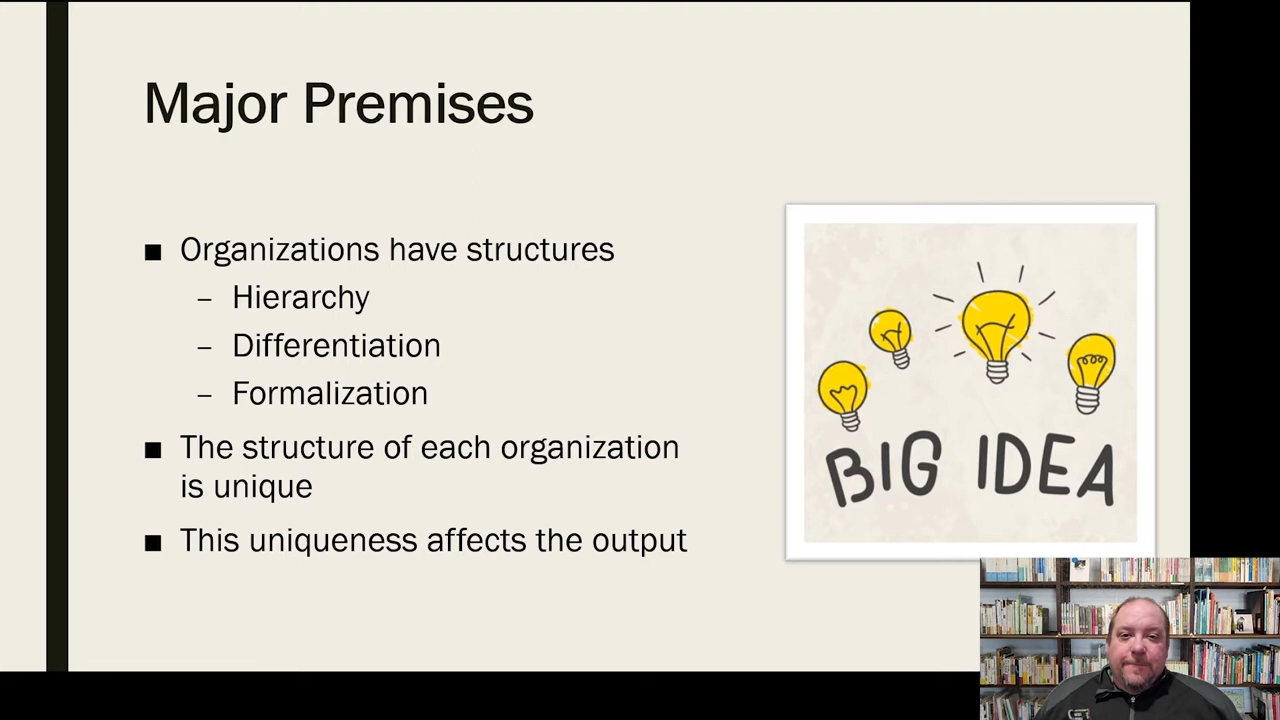 Major Premises
■ Organizations have structures
– Hierarchy
– Differentiation
– Formalization
■ The structure of each organization
is unique
■ This uniqueness affects the output
BIG IDEA